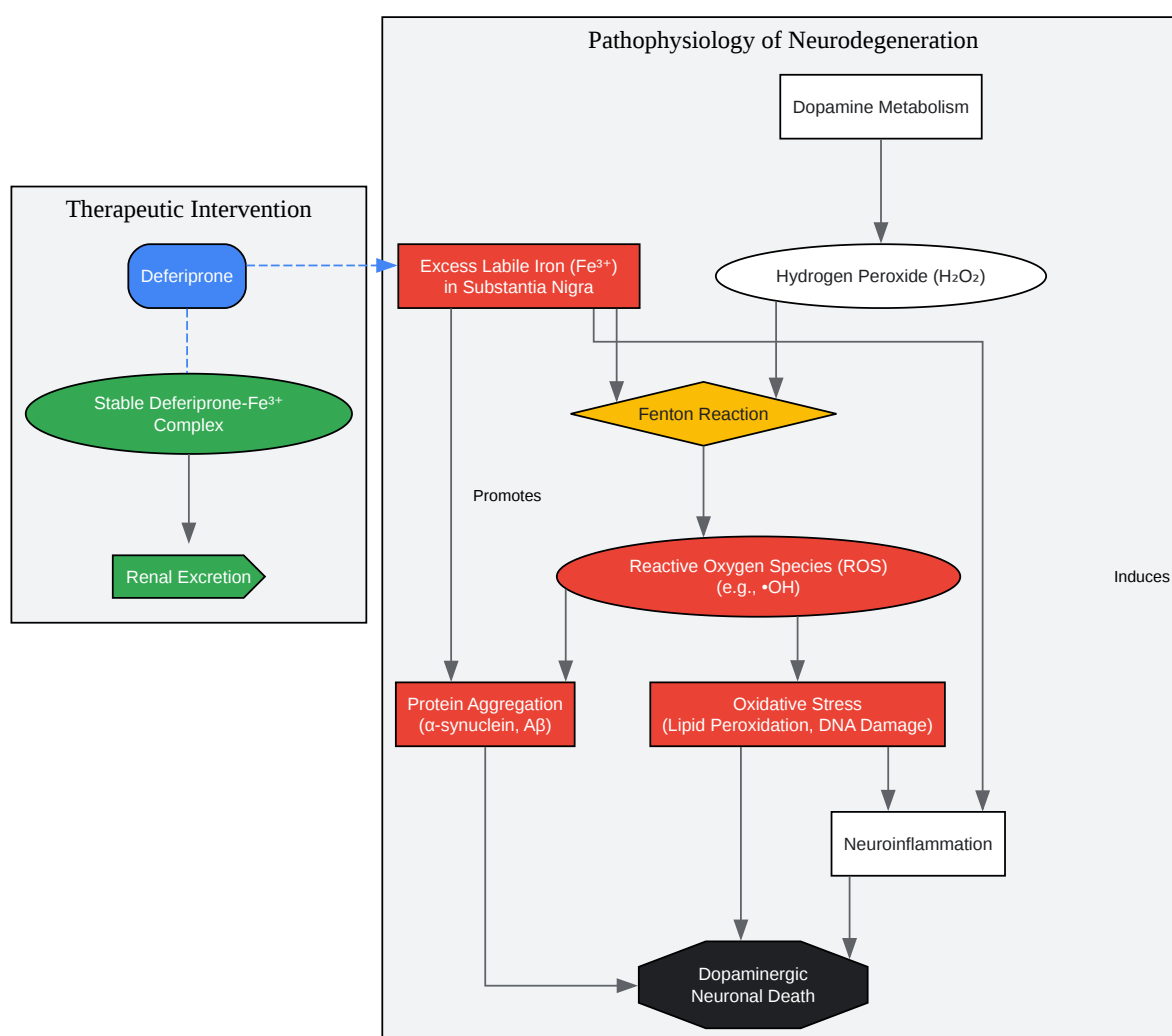 Pathophysiology of Neurodegeneration
Dopamine Metabolism
Therapeutic Intervention
Deferiprone
Excess Labile Iron (Fe³⁺)
in Substantia Nigra
Hydrogen Peroxide (H₂O₂)
Stable Deferiprone-Fe³⁺
Complex
Fenton Reaction
Promotes
Renal Excretion
Reactive Oxygen Species (ROS)
(e.g., •OH)
Induces
Protein Aggregation
(α-synuclein, Aβ)
Oxidative Stress
(Lipid Peroxidation, DNA Damage)
Neuroinflammation
Dopaminergic
Neuronal Death